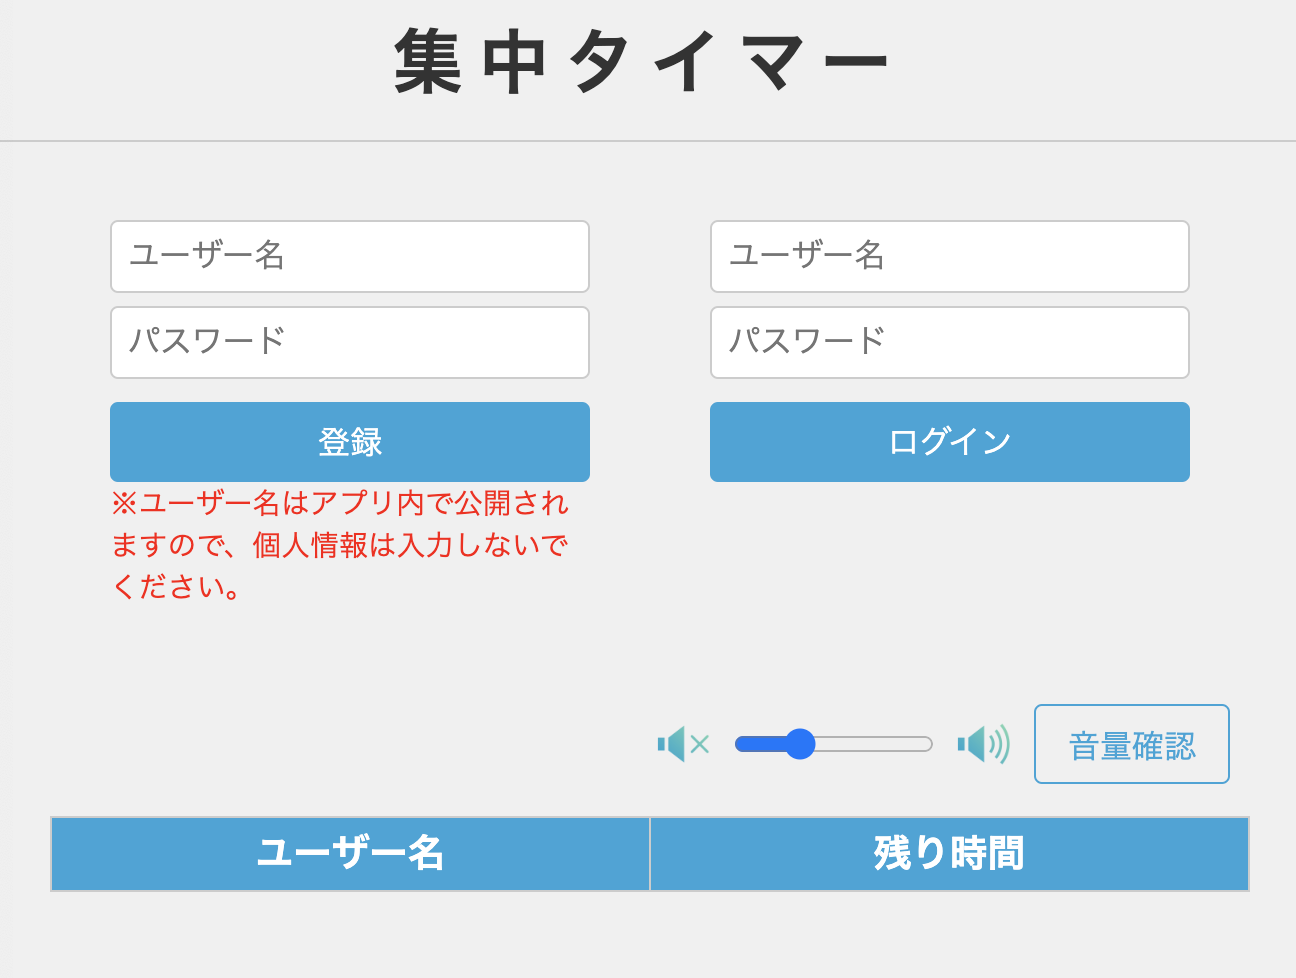 集中タイマー
ユーザー名
パスワード
登録
※ユーザー名はアプリ内で公開され
ますので、個人情報は入力しないで
ください。
ユーザー名
パスワード
ログイン
音量確認
ユーザー名
残り時間